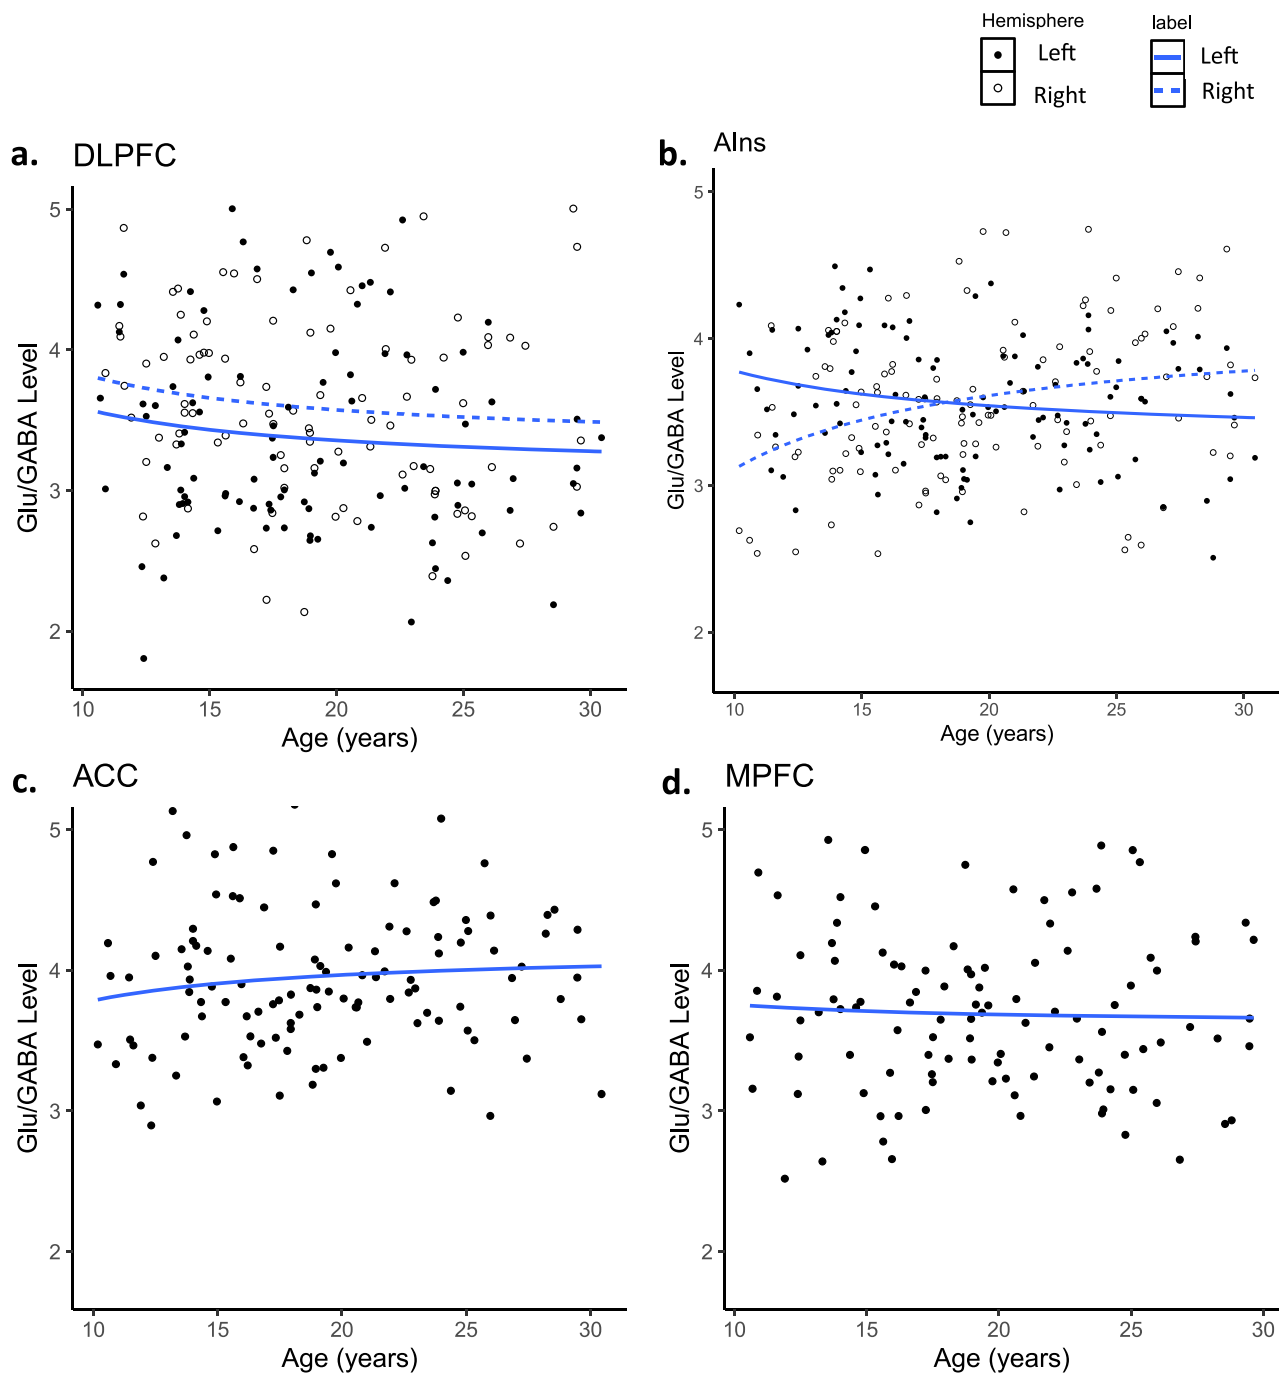 Hemisphere label
Left Left
Right Right
a. DLPFC
b. AIns
5
4
3
2
Glu/GABA Level
10 15 20 25 30
Age (years)
5
4
3
2
Glu/GABA Level
10 15 20 25 30
Age (years)
c. ACC
d. MPFC
5
4
3
2
Glu/GABA Level
10 15 20 25 30
Age (years)
5
4
3
2
Glu/GABA Level
10 15 20 25 30
Age (years)